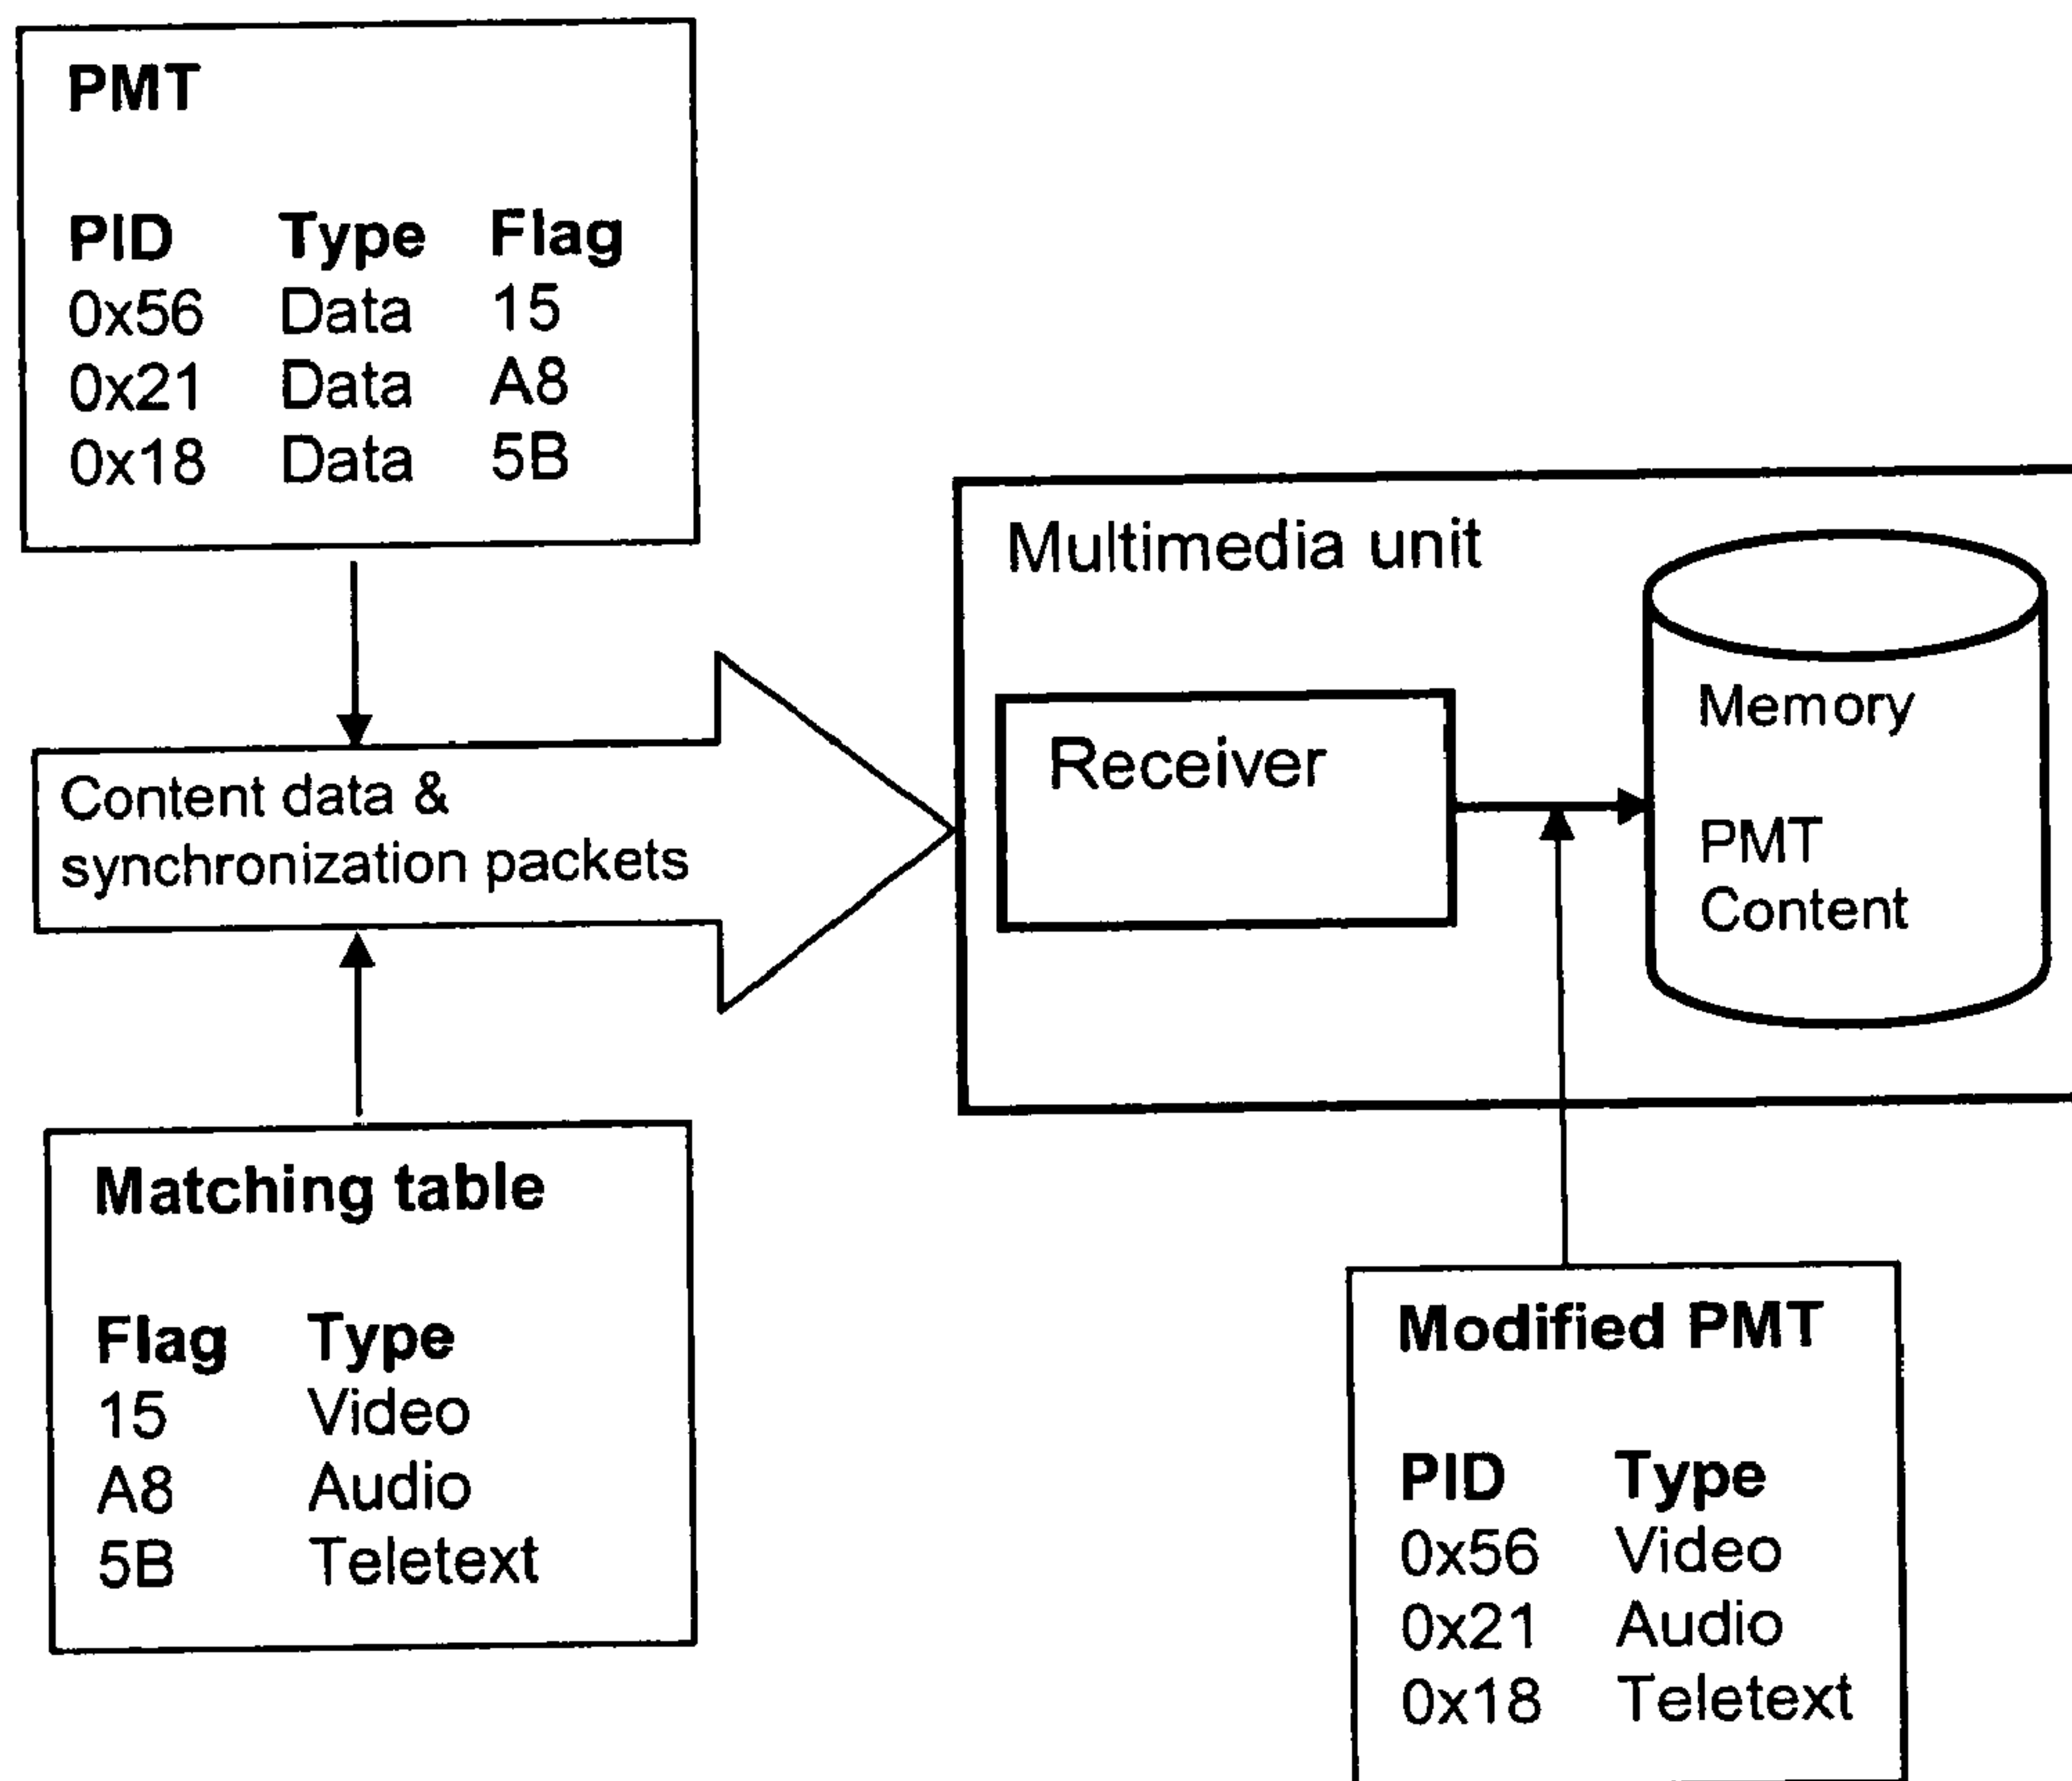 PMT
PID Type Flag
0x56 Data 15
0x21 Data A8
0x18 Data 5B
Content data &
synchronization packets
Matching table
Flag Type
15 Video
A8 Audio
5B Teletext
Multimedia unit
Receiver
Memory
PMT
Content
Modified PMT
PID Type
0x56 Video
0x21 Audio
0x18 Teletext